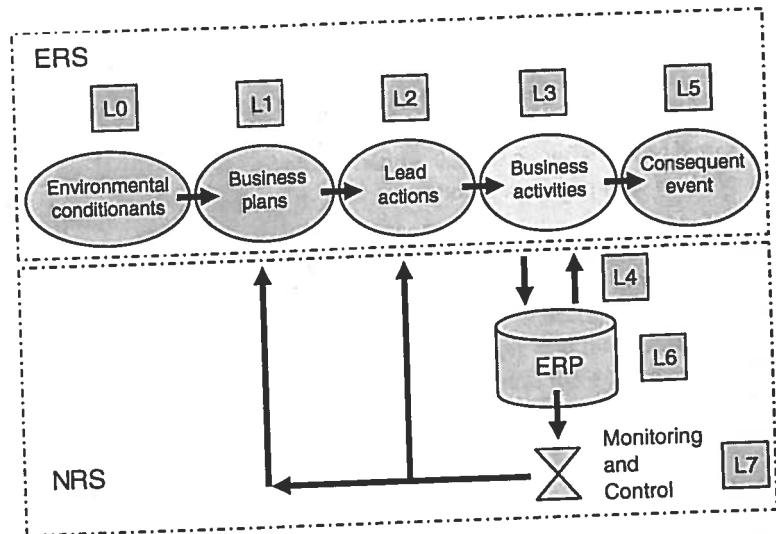 ERS
L0
L1
L2
L3
L5
Environmental
conditionants
Business
plans
Lead
actions
Business
activities
Consequent
event
L4
ERP
L6
Monitoring
and
Control
L7
NRS